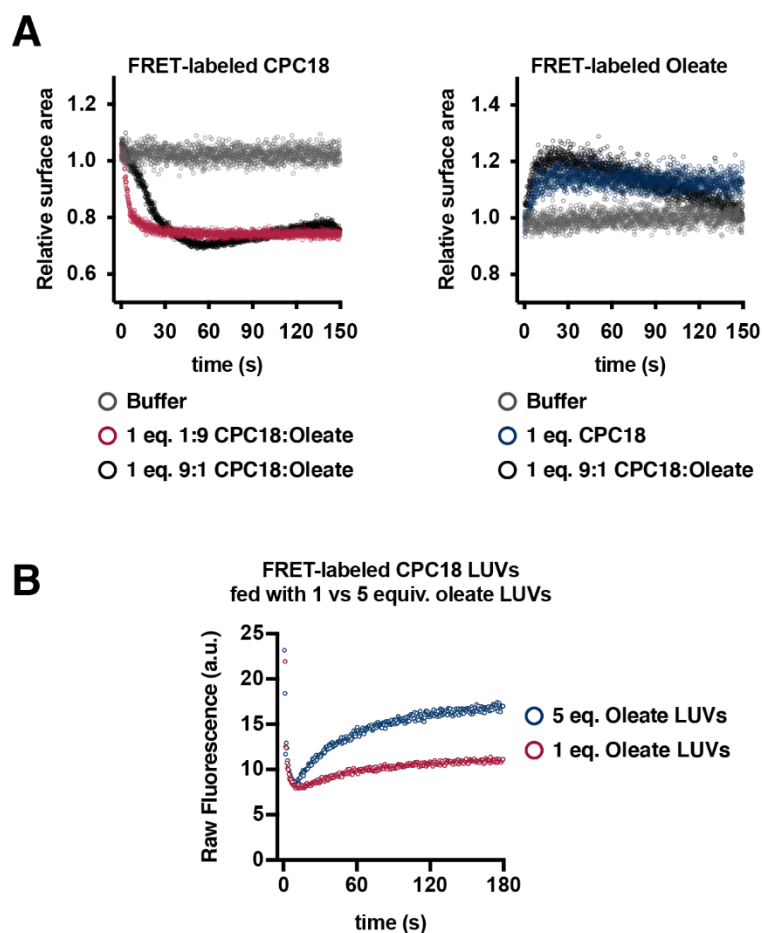 A
FRET-labeled CPC18
Relative surface area
1.2
1.0
0.8
0.6
0 30 60 90 120 150
time (s)
Buffer
1 eq. 1:9 CPC18:Oleate
1 eq. 9:1 CPC18:Oleate
FRET-labeled Oleate
Relative surface area
1.4
1.2
1.0
0.8
0 30 60 90 120 150
time (s)
Buffer
1 eq. CPC18
1 eq. 9:1 CPC18:Oleate
B
FRET-labeled CPC18 LUVs
fed with 1 vs 5 equiv. oleate LUVs
Raw Fluorescence (a.u.)
25
20
15
10
5
0
0 60 120 180
time (s)
5 eq. Oleate LUVs
1 eq. Oleate LUVs